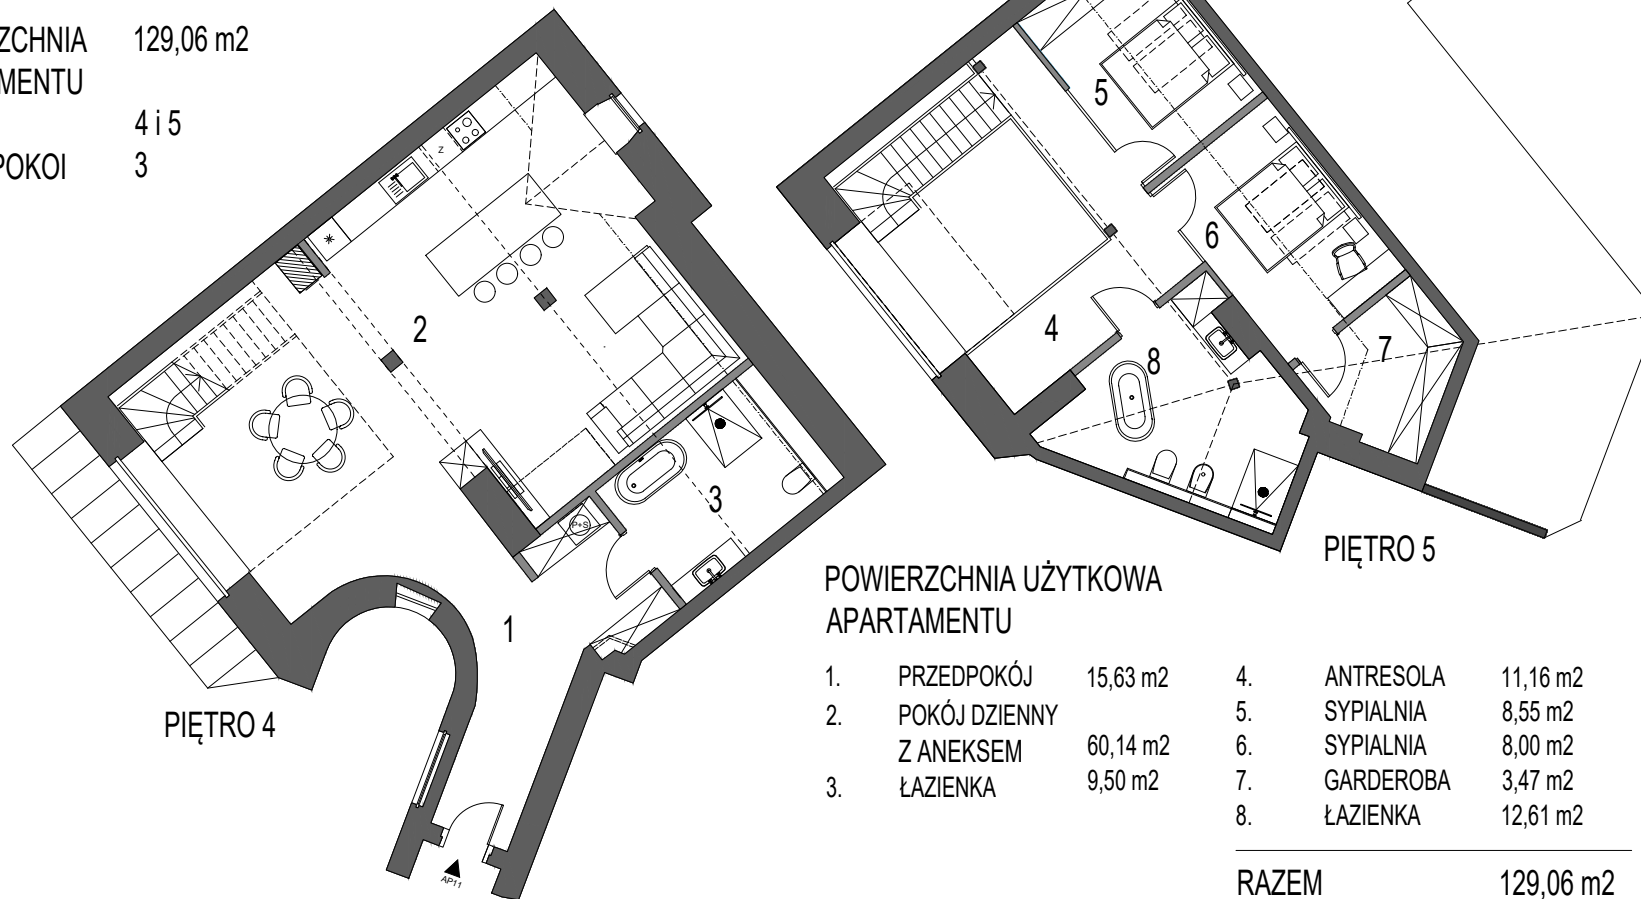 ZCHNIA 129,06 m2
MENTU
4 i 5
POKOI 3
5
6
7
4
8
PIĘTRO 5
Z
2
3
P+S
1
PIĘTRO 4
AP11
POWIERZCHNIA UŻYTKOWA
APARTAMENTU
1. PRZEDPOKÓJ 15,63 m2
2. POKÓJ DZIENNY
Z ANEKSEM 60,14 m2
3. ŁAZIENKA 9,50 m2
4. ANTRESOLA 11,16 m2
5. SYPIALNIA 8,55 m2
6. SYPIALNIA 8,00 m2
7. GARDEROBA 3,47 m2
8. ŁAZIENKA 12,61 m2
RAZEM 129,06 m2